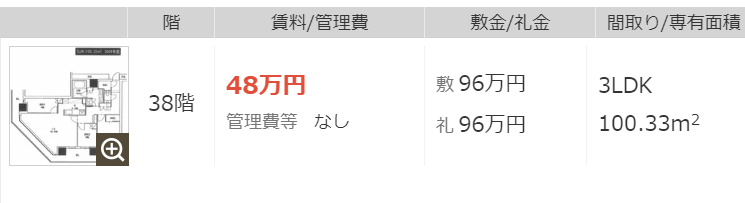 階 賃料/管理費 敷金/礼金 間取り/専有面積
38階
48万円
管理費等 なし
敷 96万円
礼 96万円
3LDK
100.33m²